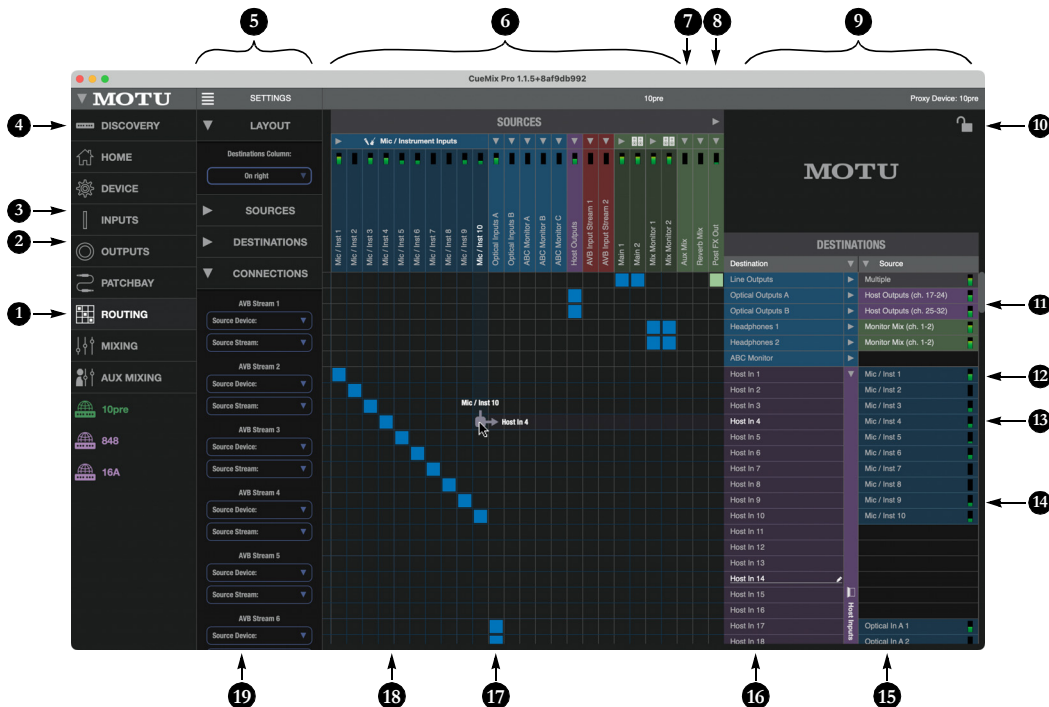 5
6
7
8
9
CueMix Pro 1.1.5+8af9db992
MOTU
SETTINGS
10pre
Proxy Device: 10pre
4
DISCOVERY
HOME
DEVICE
3
INPUTS
2
OUTPUTS
PATCHBAY
1
ROUTING
MIXING
AUX MIXING
10pre
848
16A
LAYOUT
Destinations Column:
On right
SOURCES
DESTINATIONS
CONNECTIONS
AVB Stream 1
Source Device:
Source Stream:
AVB Stream 2
Source Device:
Source Stream:
AVB Stream 3
Source Device:
Source Stream:
AVB Stream 4
Source Device:
Source Stream:
AVB Stream 5
Source Device:
Source Stream:
AVB Stream 6
Source Device:
SOURCES
Mic / Instrument Inputs
Mic / Inst 1
Mic / Inst 2
Mic / Inst 3
Mic / Inst 4
Mic / Inst 5
Mic / Inst 6
Mic / Inst 7
Mic / Inst 8
Mic / Inst 9
Mic / Inst 10
Optical Inputs A
Optical Inputs B
ABC Monitor A
ABC Monitor B
ABC Monitor C
Host Outputs
AVB Input Stream 1
AVB Input Stream 2
Main 1
Main 2
Mix Monitor 1
Mix Monitor 2
Aux Mix
Reverb Mix
Post FX Out
Mic / Inst 10
Host In 4
MOTU
10
DESTINATIONS
Destination
Source
Line Outputs
Multiple
Optical Outputs A
Host Outputs (ch. 17-24)
11
Optical Outputs B
Host Outputs (ch. 25-32)
Headphones 1
Monitor Mix (ch. 1-2)
Headphones 2
Monitor Mix (ch. 1-2)
ABC Monitor
Host In 1
Mic / Inst 1
12
Host In 2
Mic / Inst 2
Host In 3
Mic / Inst 3
Host In 4
Mic / Inst 4
13
Host In 5
Mic / Inst 5
Host In 6
Mic / Inst 6
Host In 7
Mic / Inst 7
Host In 8
Mic / Inst 8
Host In 9
Mic / Inst 9
14
Host In 10
Mic / Inst 10
Host In 11
Host In 12
Host In 13
Host In 14
Host In 15
Host In 16
Host In 17
Optical In A 1
Host In 18
Optical In A 2
Host Inputs
19
18
17
16
15